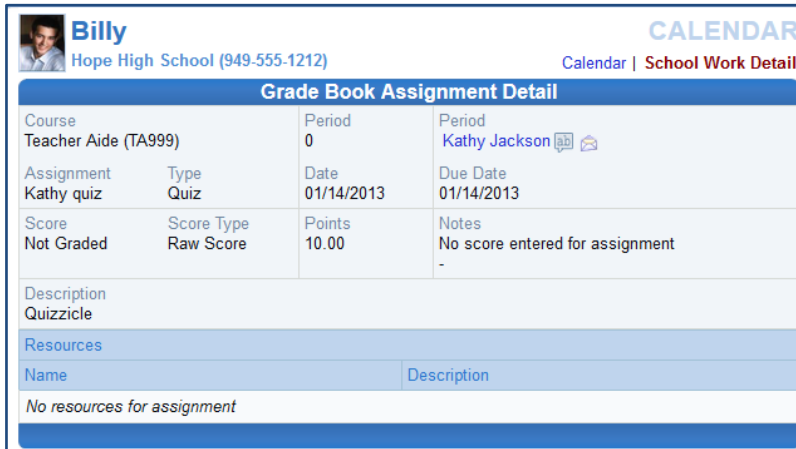 Billy
CALENDAR
Hope High School (949-555-1212)
Calendar | School Work Detail
Grade Book Assignment Detail
Course Period Period
Teacher Aide (TA999) 0 Kathy Jackson ab
Assignment Type Date Due Date
Kathy quiz Quiz 01/14/2013 01/14/2013
Score Score Type Points Notes
Not Graded Raw Score 10.00 No score entered for assignment
-
Description
Quizzicle
Resources
Name Description
No resources for assignment